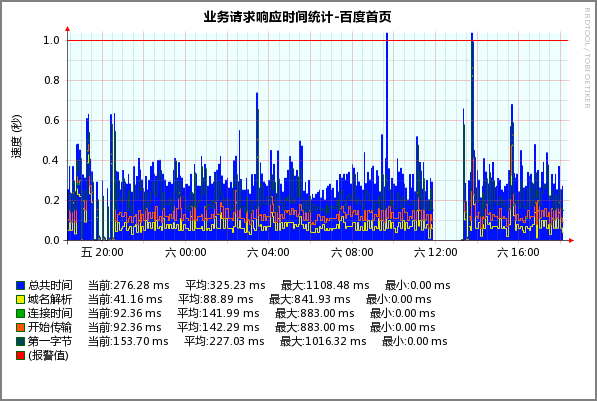 业务请求响应时间统计-百度首页
RRDTOOL / TOBI OETIKER
速度 (秒)
1.0
0.8
0.6
0.4
0.2
0.0
五 20:00 六 00:00 六 04:00 六 08:00 六 12:00 六 16:00
总共时间 当前:276.28 ms 平均:325.23 ms 最大:1108.48 ms 最小:0.00 ms
域名解析 当前:41.16 ms 平均:88.89 ms 最大:841.93 ms 最小:0.00 ms
连接时间 当前:92.36 ms 平均:141.99 ms 最大:883.00 ms 最小:0.00 ms
开始传输 当前:92.36 ms 平均:142.29 ms 最大:883.00 ms 最小:0.00 ms
第一字节 当前:153.70 ms 平均:227.03 ms 最大:1016.32 ms 最小:0.00 ms
(报警值)